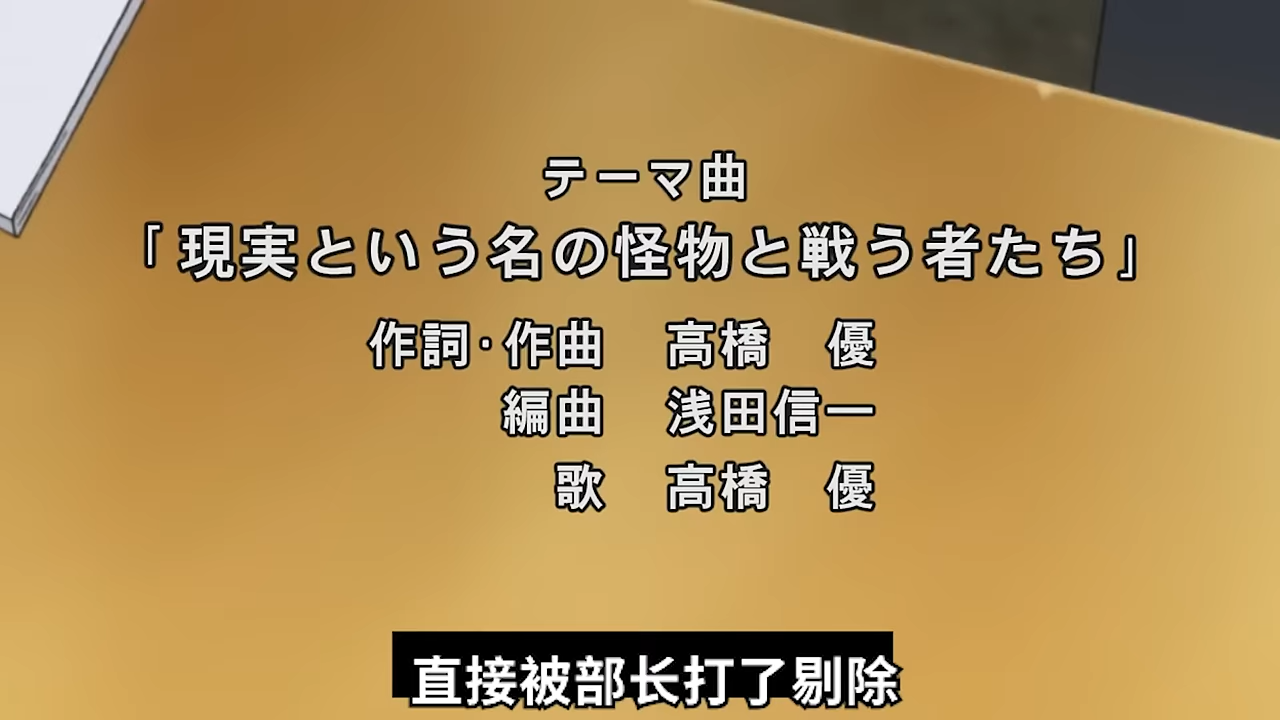 テーマ曲
「現実という名の怪物と戦う者たち」
作詞・作曲　高橋　優
編曲　浅田信一
歌　高橋　優
直接被部长打了剔除